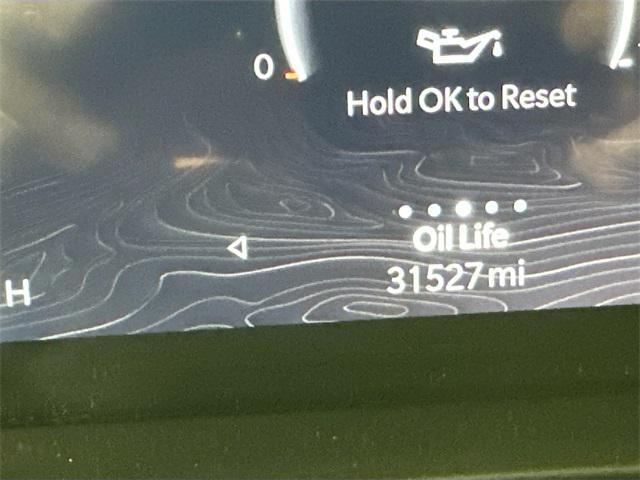 0
Hold OK to Reset
Oil Life
31527 mi
H